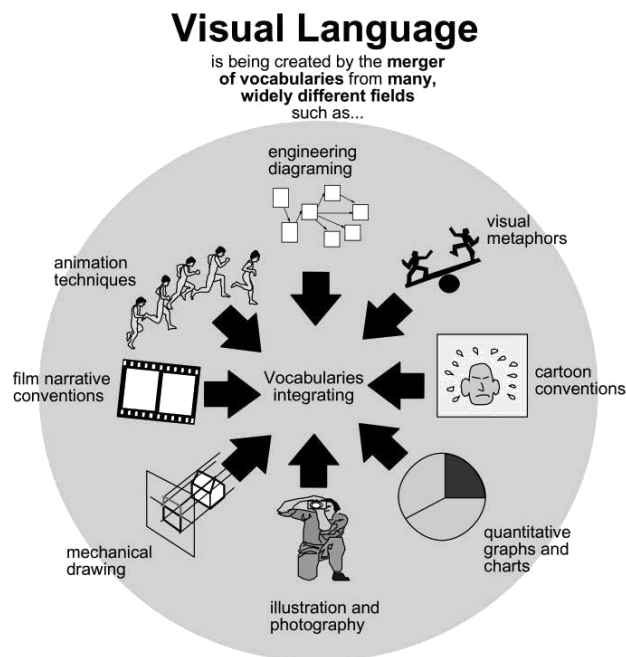 Visual Language
is being created by the merger
of vocabularies from many,
widely different fields
such as...
engineering
diagraming
visual
metaphors
animation
techniques
film narrative
conventions
Vocabularies
integrating
cartoon
conventions
mechanical
drawing
quantitative
graphs and
charts
illustration and
photography